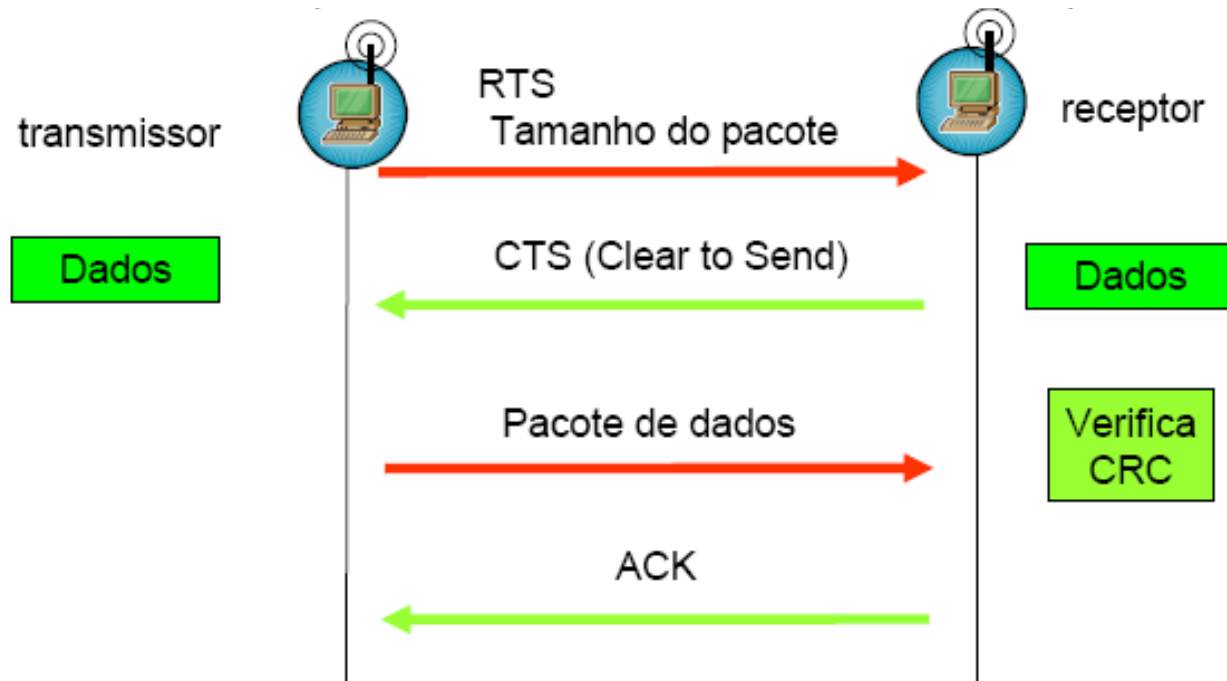 RTS
transmissor
Tamanho do pacote
receptor
Dados
CTS (Clear to Send)
Dados
Pacote de dados
Verifica
CRC
ACK